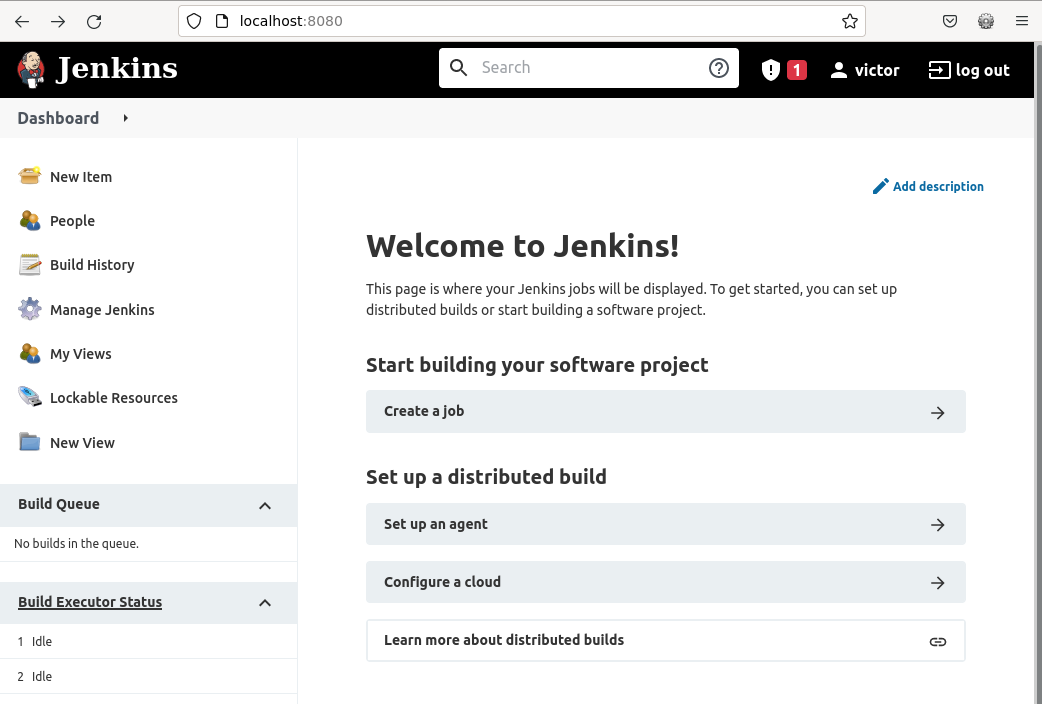 localhost:8080
Jenkins
Search
1
victor
log out
Dashboard
New Item
People
Build History
Manage Jenkins
My Views
Lockable Resources
New View
Build Queue
No builds in the queue.
Build Executor Status
1 Idle
2 Idle
Add description
Welcome to Jenkins!
This page is where your Jenkins jobs will be displayed. To get started, you can set up
distributed builds or start building a software project.
Start building your software project
Create a job
Set up a distributed build
Set up an agent
Configure a cloud
Learn more about distributed builds